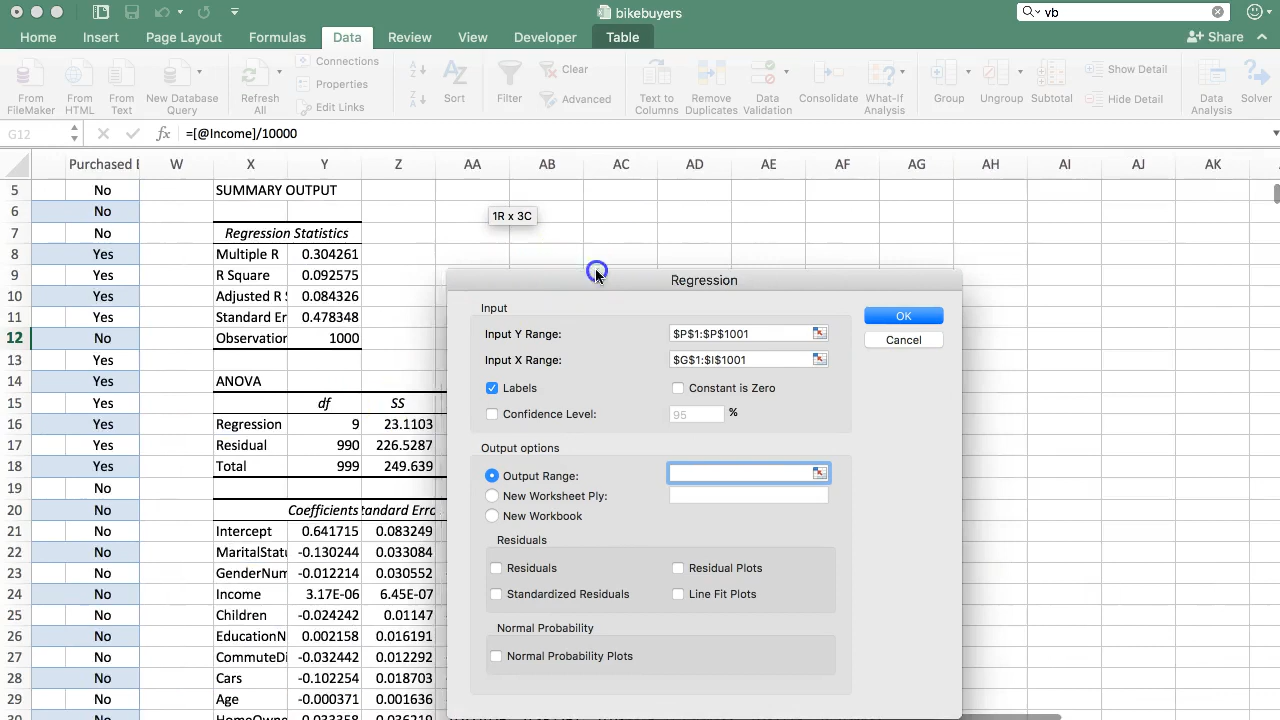 bikebuyers
vb
Home Insert Page Layout Formulas Data Review View Developer Table Share
From FileMaker
From HTML
From Text
New Database Query
Refresh All
Connections
Properties
Edit Links
Sort
Filter
Clear
Advanced
Text to Columns
Remove Duplicates
Data Validation
Consolidate
What-If Analysis
Group
Ungroup
Subtotal
Show Detail
Hide Detail
Data Analysis
Solver
G12 fx =[@Income]/10000
Purchased B W X Y Z AA AB AC AD AE AF AG AH AI AJ AK
5 No SUMMARY OUTPUT
6 No
1R x 3C
7 No Regression Statistics
8 Yes Multiple R 0.304261
9 Yes R Square 0.092575
10 Yes Adjusted R S 0.084326
11 Yes Standard Er 0.478348
12 No Observation 1000
13 Yes
14 Yes ANOVA
15 Yes df SS
16 Yes Regression 9 23.1103
17 Yes Residual 990 226.5287
18 Yes Total 999 249.639
19 No
20 No Coefficients tandard Erro
21 No Intercept 0.641715 0.083249
22 No MaritalStatu -0.130244 0.033084
23 No GenderNum -0.012214 0.030552
24 No Income 3.17E-06 6.45E-07
25 No Children -0.024242 0.01147
26 No EducationN 0.002158 0.016191
27 No CommuteDi -0.032442 0.012292
28 No Cars -0.102254 0.018703
29 No Age -0.000371 0.001636
Regression
Input
Input Y Range: $P$1:$P$1001
OK
Input X Range: $G$1:$I$1001
Cancel
Labels Constant is Zero
Confidence Level: 95 %
Output options
Output Range:
New Worksheet Ply:
New Workbook
Residuals
Residuals Residual Plots
Standardized Residuals Line Fit Plots
Normal Probability
Normal Probability Plots